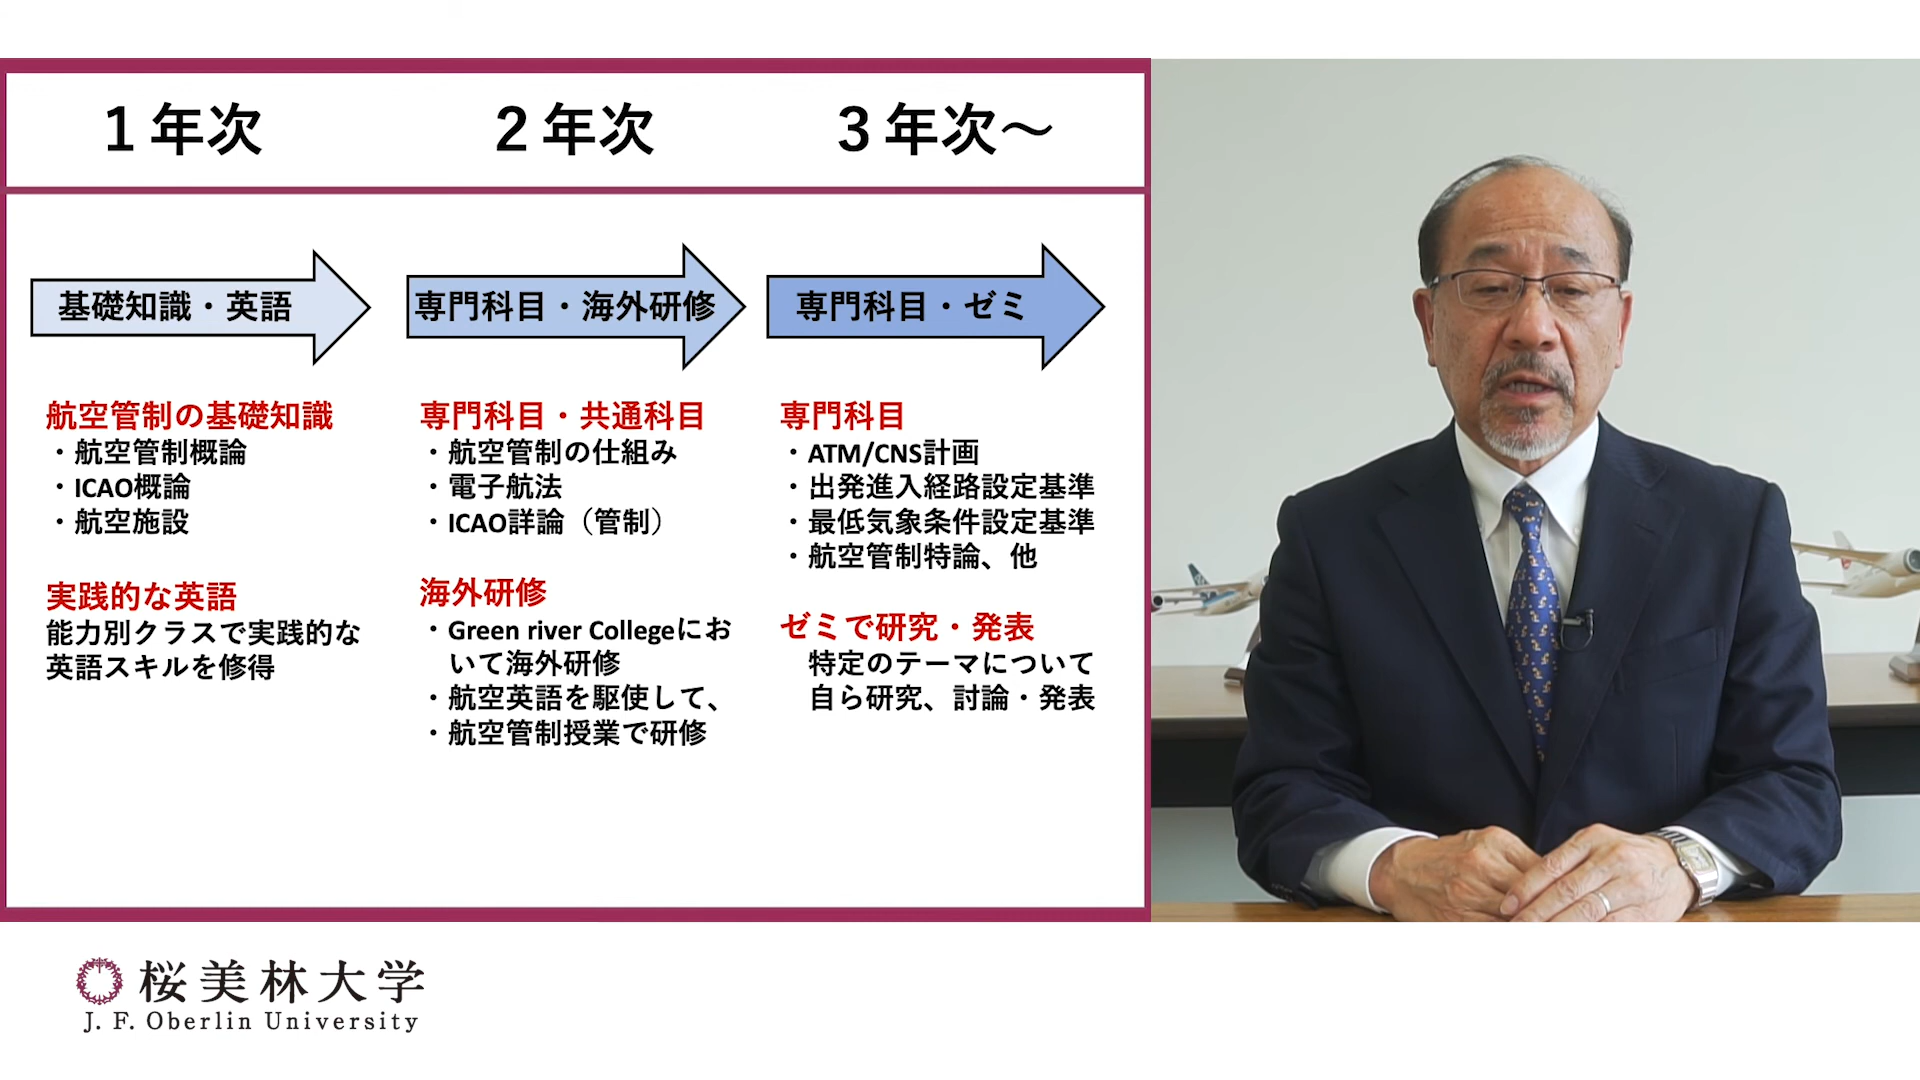 １年次
２年次
３年次～
基礎知識・英語
専門科目・海外研修
専門科目・ゼミ
航空管制の基礎知識
・航空管制概論
・ICAO概論
・航空施設
実践的な英語
能力別クラスで実践的な
英語スキルを修得
専門科目・共通科目
・航空管制の仕組み
・電子航法
・ICAO詳論（管制）
海外研修
・Green river Collegeにお
いて海外研修
・航空英語を駆使して、
・航空管制授業で研修
専門科目
・ATM/CNS計画
・出発進入経路設定基準
・最低気象条件設定基準
・航空管制特論、他
ゼミで研究・発表
特定のテーマについて
自ら研究、討論・発表
桜美林大学
J. F. Oberlin University